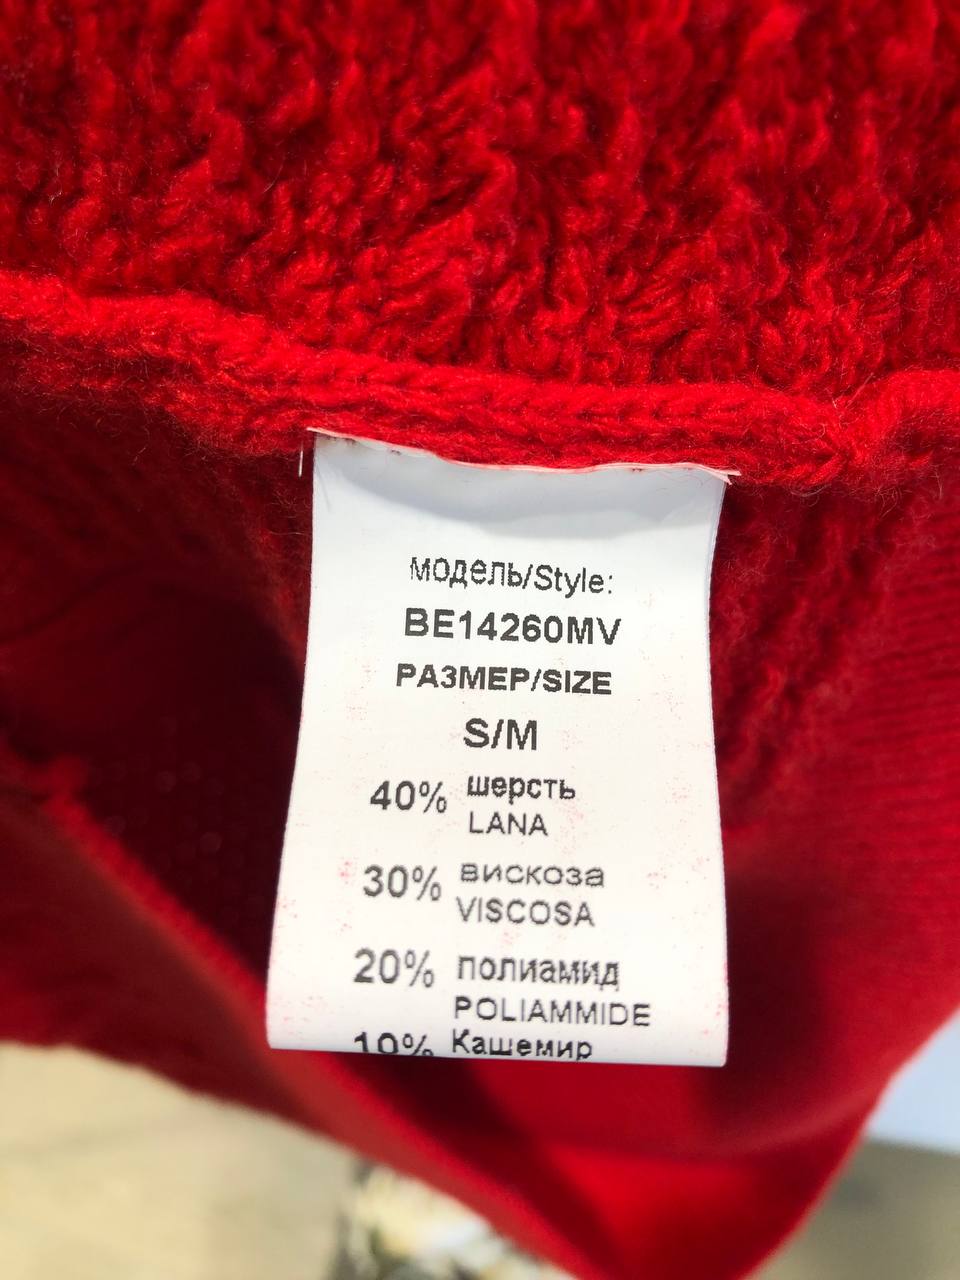 модель/Style:
BE14260MV
РАЗМЕР/SIZE
S/M
40% шерсть
LANA
30% вискоза
VISCOSA
20% полиамид
POLIAMMIDE
10% Кашемир